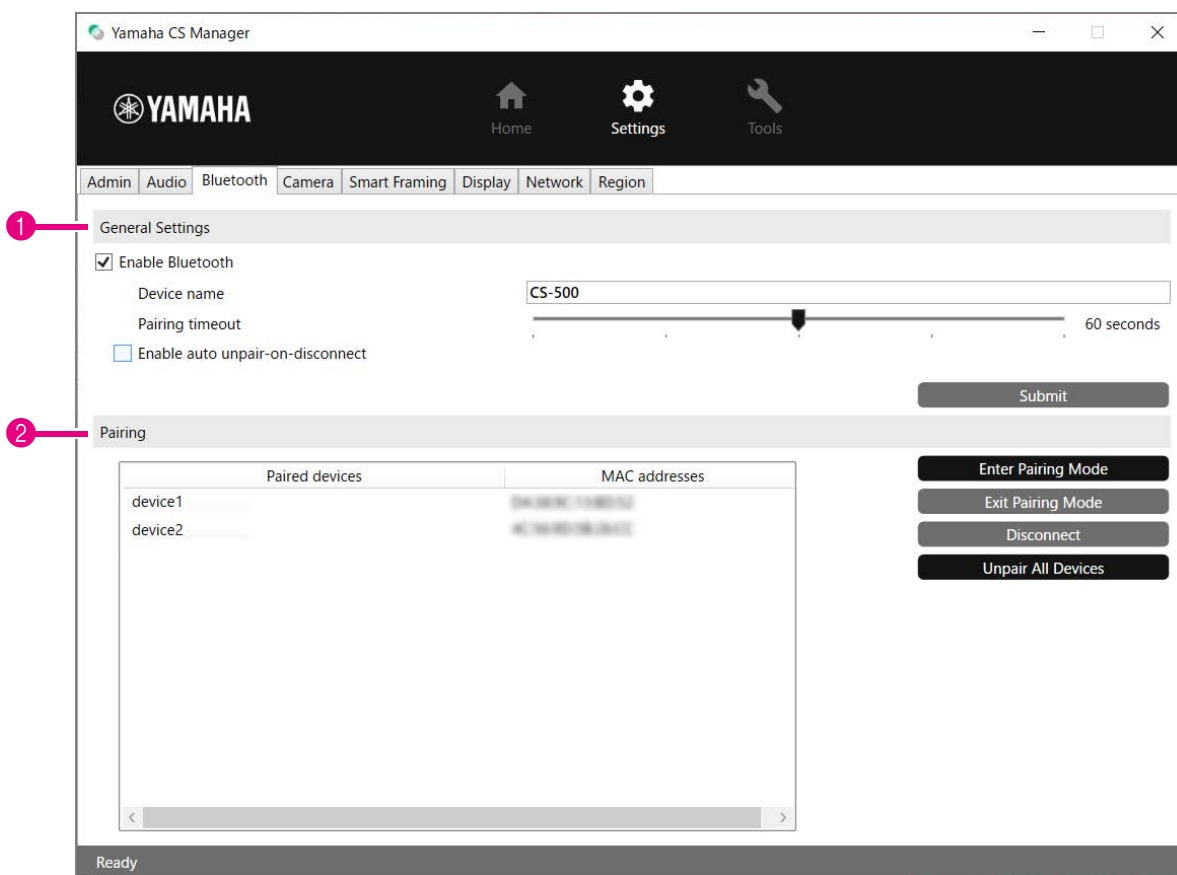 Yamaha CS Manager
YAMAHA
Home Settings Tools
Admin Audio Bluetooth Camera Smart Framing Display Network Region
1 General Settings
Enable Bluetooth
Device name CS-500
Pairing timeout 60 seconds
Enable auto unpair-on-disconnect
Submit
2 Pairing
Paired devices MAC addresses
Enter Pairing Mode
device1
Exit Pairing Mode
device2
Disconnect
Unpair All Devices
Ready